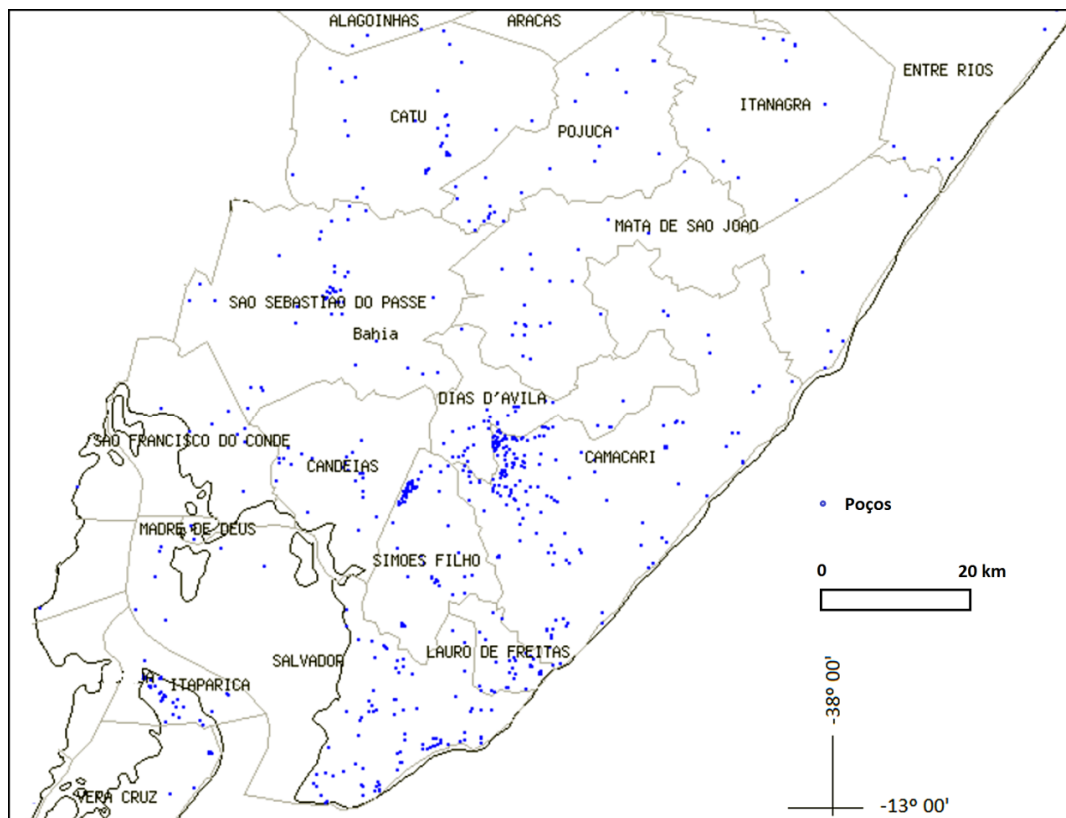 ALAGOINHAS
ARACAS
ENTRE RIOS
ITANAGRA
CATU
POJUCA
MATA DE SAO JOAO
SAO SEBASTIAO DO PASSE
Bahia
DIAS D'AVILA
SAO FRANCISCO DO CONDE
CANDEIAS
CAMACARI
Poços
MADRE DE DEUS
SIMOES FILHO
0 20 km
LAURO DE FREITAS
SALVADOR
ITAPARICA
-38º 00'
VERA CRUZ
-13º 00'